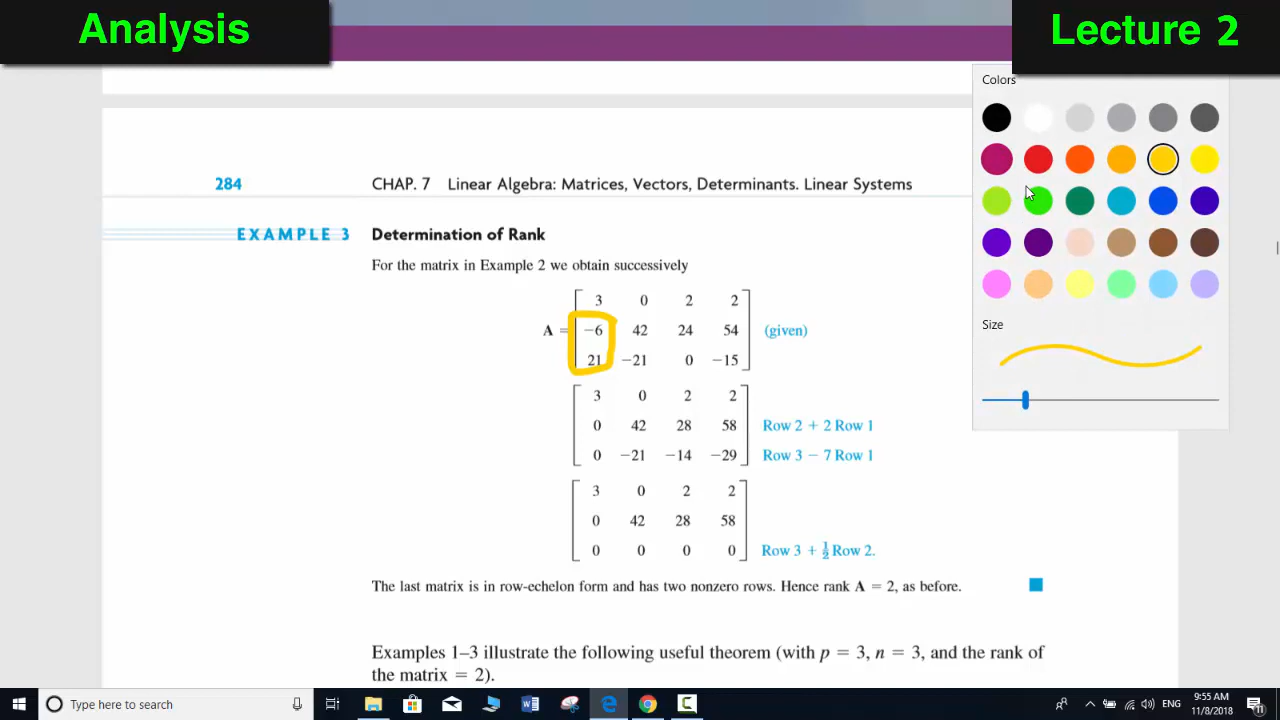 Analysis
Lecture 2
Colors
284 CHAP. 7 Linear Algebra: Matrices, Vectors, Determinants. Linear Systems
EXAMPLE 3 Determination of Rank
For the matrix in Example 2 we obtain successively
3 0 2 2
A = −6 42 24 54 (given)
21 −21 0 −15
3 0 2 2
0 42 28 58 Row 2 + 2 Row 1
0 −21 −14 −29 Row 3 − 7 Row 1
3 0 2 2
0 42 28 58
0 0 0 0 Row 3 + ½ Row 2.
The last matrix is in row-echelon form and has two nonzero rows. Hence rank A = 2, as before.
Examples 1–3 illustrate the following useful theorem (with p = 3, n = 3, and the rank of
the matrix = 2).
Size
Type here to search
ENG
9:55 AM
11/8/2018
11